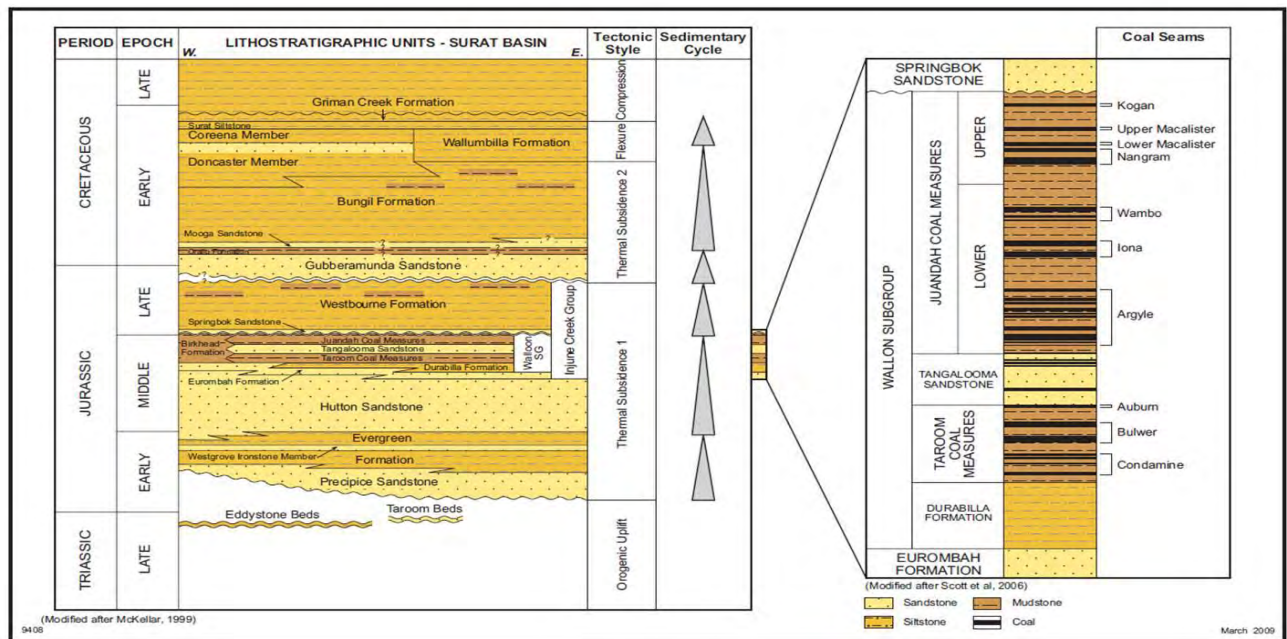 PERIOD EPOCH LITHOSTRATIGRAPHIC UNITS - SURAT BASIN Tectonic Style Sedimentary Cycle
W. E.
CRETACEOUS
LATE
EARLY
Griman Creek Formation
Surat Siltstone
Coreena Member
Wallumbilla Formation
Doncaster Member
Bungil Formation
Mooga Sandstone
?
?
?
?
Gubberamunda Sandstone
?
?
JURASSIC
LATE
MIDDLE
EARLY
Westbourne Formation
Springbok Sandstone
Birkhead Formation
Juandah Coal Measures
Tangalooma Sandstone
Taroom Coal Measures
Durabilla Formation
Eurombah Formation
Walloon SG
Injune Creek Group
Hutton Sandstone
Evergreen
Westgrove Ironstone Member
Formation
Precipice Sandstone
TRIASSIC
LATE
Eddystone Beds
Taroom Beds
Compression
Flexure
Thermal Subsidence 2
Thermal Subsidence 1
Orogenic Uplift
(Modified after McKellar, 1999)
9408
Coal Seams
SPRINGBOK
SANDSTONE
WALLON SUBGROUP
JUANDAH COAL MEASURES
UPPER
LOWER
Kogan
Upper Macalister
Lower Macalister
Nangram
Wambo
Iona
Argyle
TANGALOOMA
SANDSTONE
TAROOM
COAL
MEASURES
Auburn
Bulwer
Condamine
DURABILLA
FORMATION
EUROMBAH
FORMATION
(Modified after Scott et al, 2006)
Sandstone
Mudstone
Siltstone
Coal
March 2009